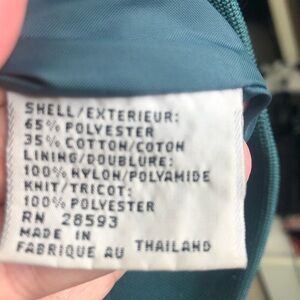 SHELL/EXTERIEUR:
65% POLYESTER
35% COTTON/COTON
LINING/DOUBLURE:
100% NYLON/POLYAMIDE
KNIT/TRICOT:
100% POLYESTER
RN 28593
MADE IN
FABRIQUE AU THAILAND